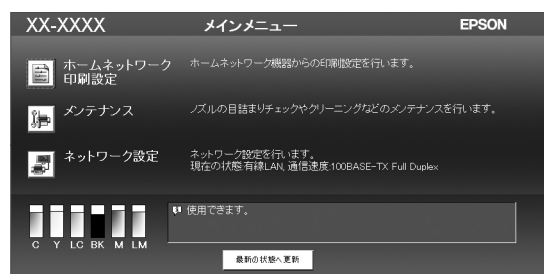 XX-XXXX メインメニュー EPSON
ホームネットワーク印刷設定 ホームネットワーク機器からの印刷設定を行います。
メンテナンス ノズルの目詰まりチェックやクリーニングなどのメンテナンスを行います。
ネットワーク設定 ネットワーク設定を行います。
現在の状態:有線LAN, 通信速度:100BASE-TX Full Duplex
使用できます。
C Y LC BK M LM
最新の状態へ更新